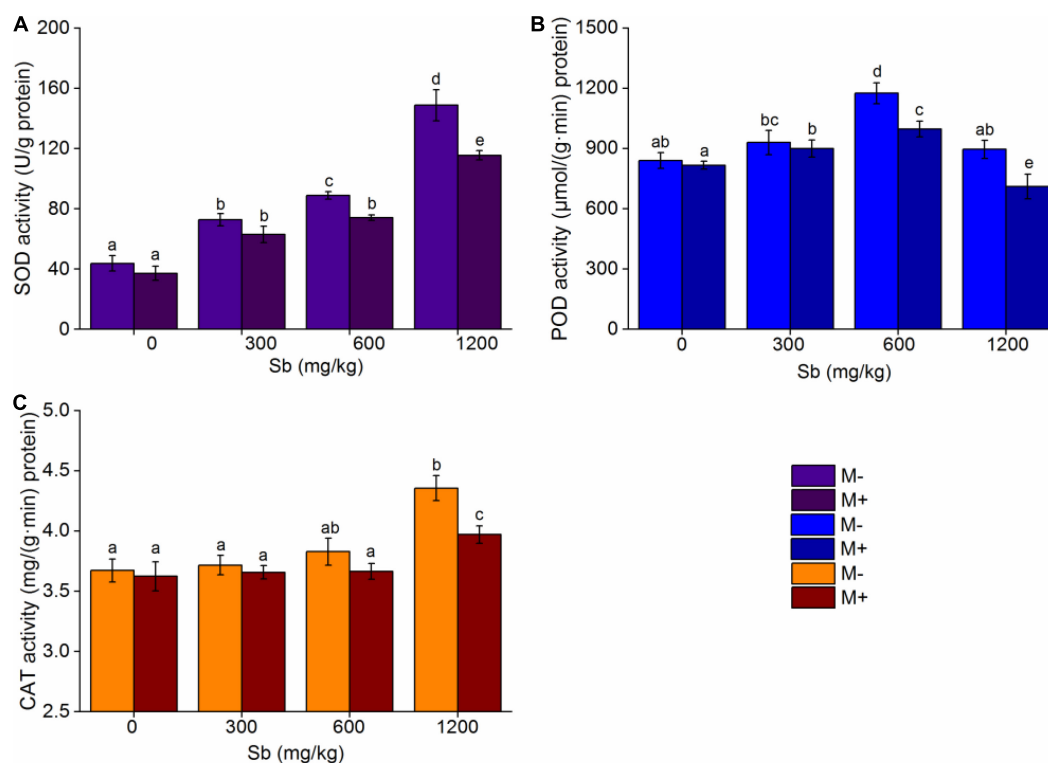 A
SOD activity (U/g protein)
200
160
120
80
40
0
a
a
b
b
c
b
d
e
0
300
600
1200
Sb (mg/kg)
B
POD activity (μmol/(g·min) protein)
1500
1200
900
600
300
0
ab
a
bc
b
d
c
ab
e
0
300
600
1200
Sb (mg/kg)
C
CAT activity (mg/(g·min) protein)
5.0
4.5
4.0
3.5
3.0
2.5
a
a
a
a
ab
a
b
c
0
300
600
1200
Sb (mg/kg)
M-
M+
M-
M+
M-
M+